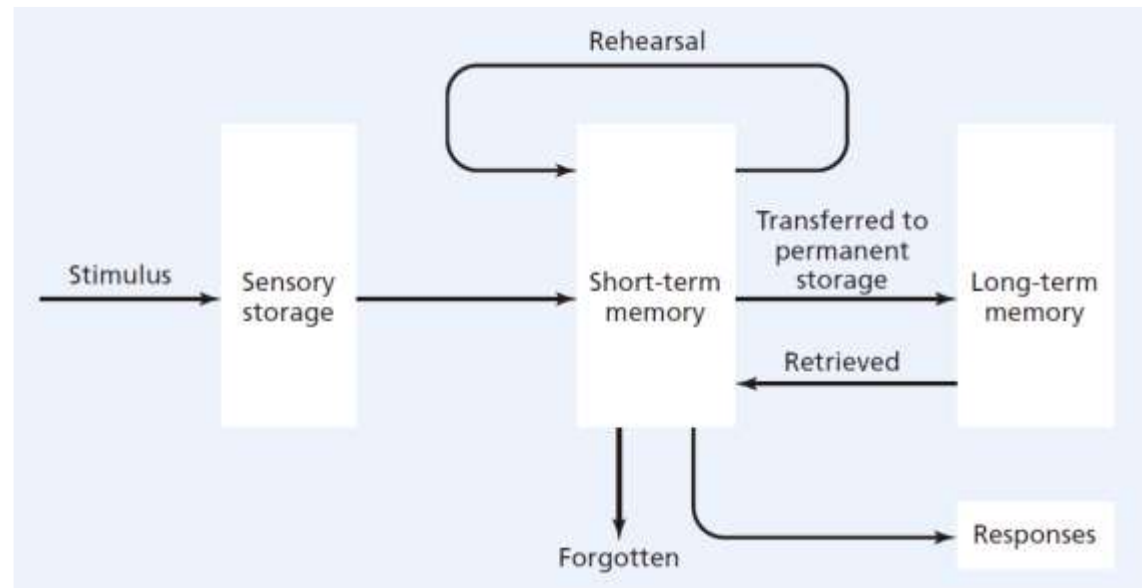 Rehearsal
Stimulus
Sensory
storage
Short-term
memory
Transferred to
permanent
storage
Long-term
memory
Retrieved
Forgotten
Responses